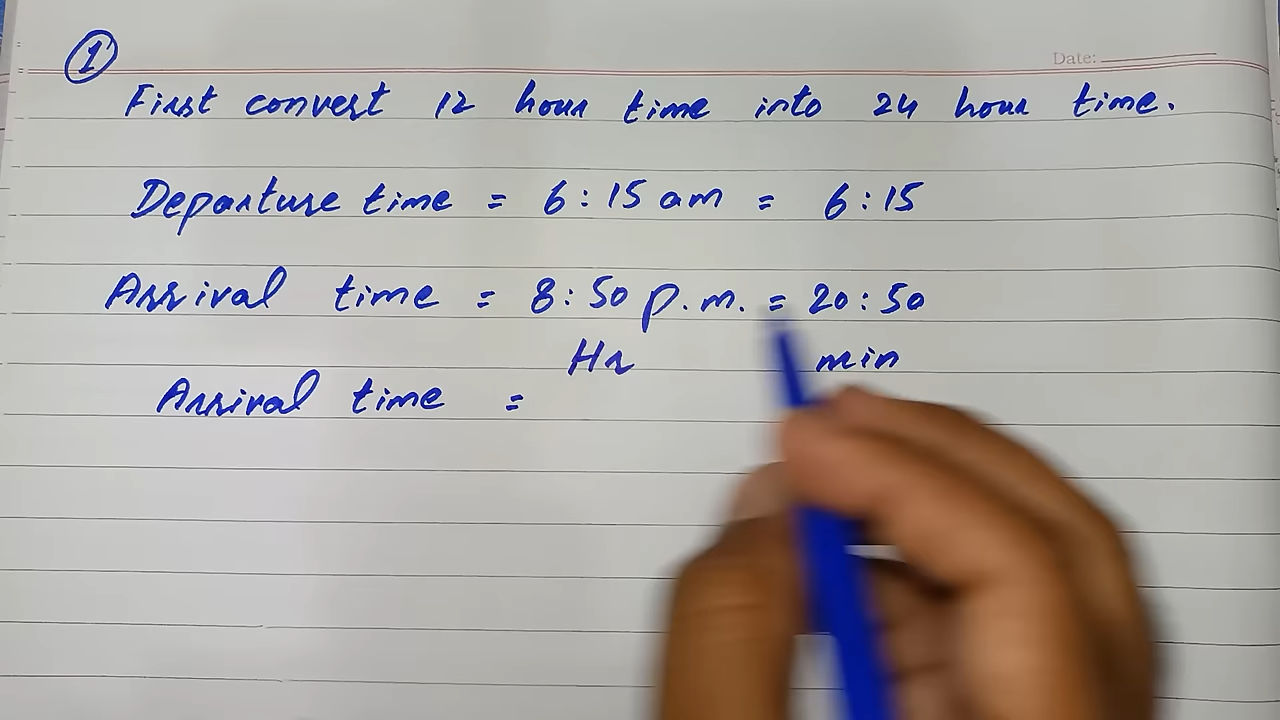 1
Date:
First convert 12 hour time into 24 hour time.
Departure time = 6:15 am = 6:15
Arrival time = 8:50 p.m. = 20:50
Hr min
Arrival time =